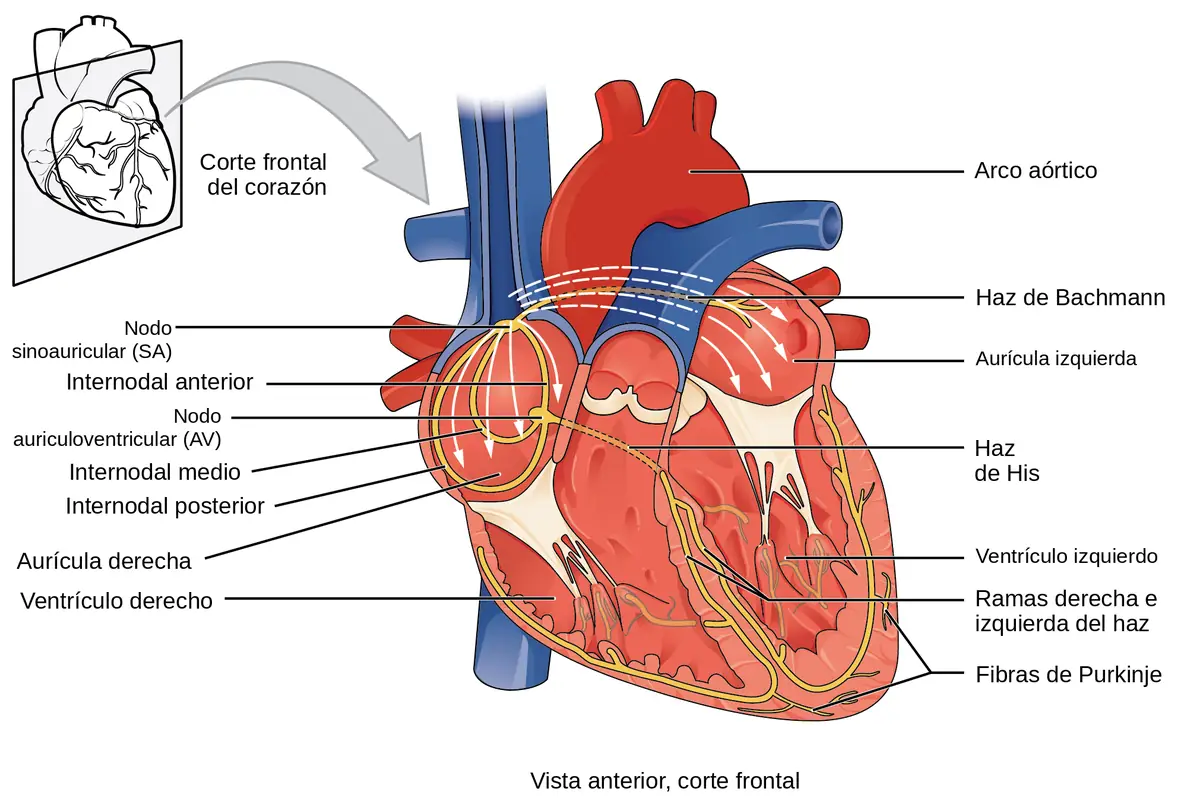 Corte frontal
del corazón
Nodo
sinoauricular (SA)
Internodal anterior
Nodo
auriculoventricular (AV)
Internodal medio
Internodal posterior
Aurícula derecha
Ventrículo derecho
Arco aórtico
Haz de Bachmann
Aurícula izquierda
Haz
de His
Ventrículo izquierdo
Ramas derecha e
izquierda del haz
Fibras de Purkinje
Vista anterior, corte frontal